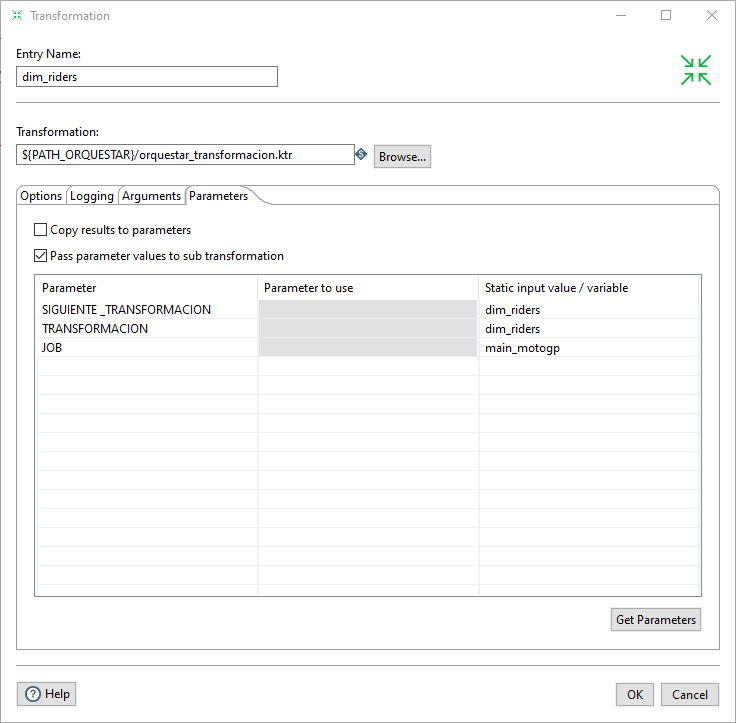 Transformation
Entry Name:
dim_riders
Transformation:
${PATH_ORQUESTAR}/orquestar_transformacion.ktr
Browse...
Options Logging Arguments Parameters
Copy results to parameters
Pass parameter values to sub transformation
Parameter Parameter to use Static input value / variable
SIGUIENTE _TRANSFORMACION dim_riders
TRANSFORMACION dim_riders
JOB main_motogp
Get Parameters
Help OK Cancel